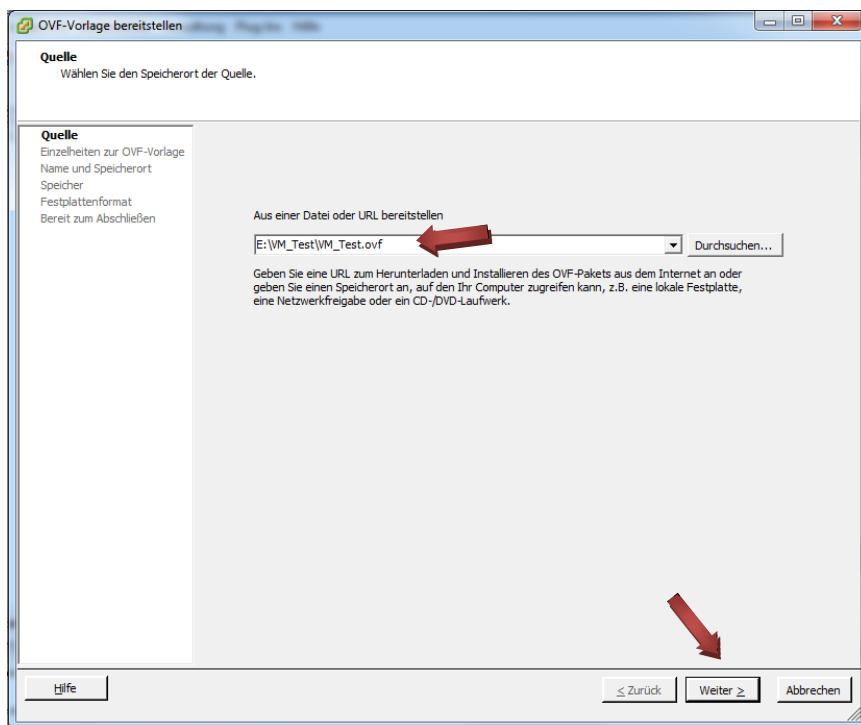 OVF-Vorlage bereitstellen
Quelle
Wählen Sie den Speicherort der Quelle.
Quelle
Einzelheiten zur OVF-Vorlage
Name und Speicherort
Speicher
Festplattenformat
Bereit zum Abschließen
Aus einer Datei oder URL bereitstellen
E:\VM_Test\VM_Test.ovf
Durchsuchen...
Geben Sie eine URL zum Herunterladen und Installieren des OVF-Pakets aus dem Internet an oder
geben Sie einen Speicherort an, auf den Ihr Computer zugreifen kann, z.B. eine lokale Festplatte,
eine Netzwerkfreigabe oder ein CD-/DVD-Laufwerk.
Hilfe
< Zurück
Weiter >
Abbrechen